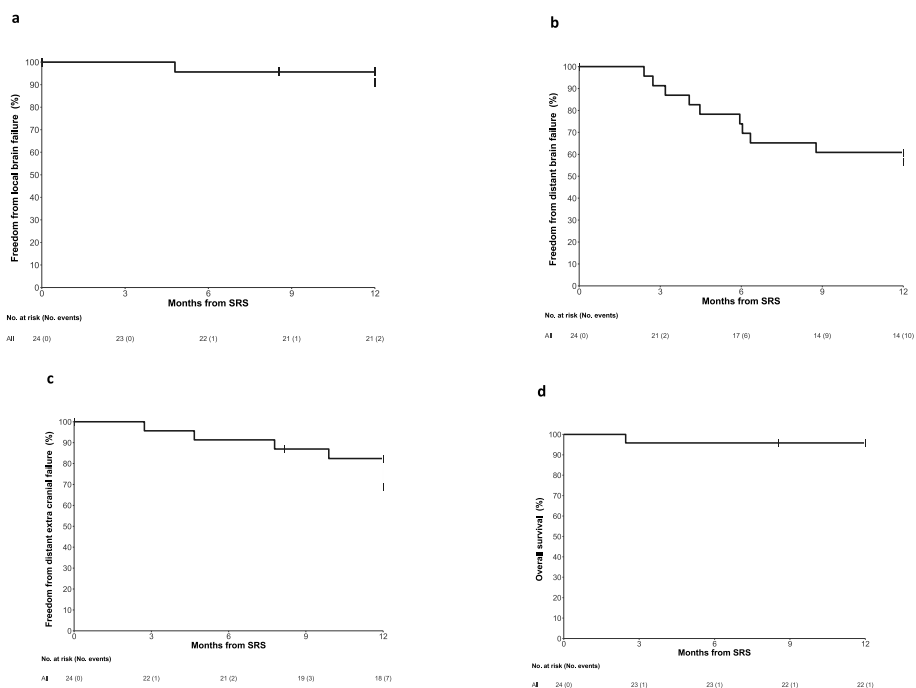 a
Freedom from local brain failure (%)
100
90
80
70
60
50
40
30
20
10
0
0 3 6 9 12
Months from SRS
No. at risk (No. events)
All 24 (0) 23 (0) 22 (1) 21 (1) 21 (2)
b
Freedom from distant brain failure (%)
100
90
80
70
60
50
40
30
20
10
0
0 3 6 9 12
Months from SRS
No. at risk (No. events)
All 24 (0) 21 (2) 17 (6) 14 (9) 14 (10)
c
Freedom from distant extra cranial failure (%)
100
90
80
70
60
50
40
30
20
10
0
0 3 6 9 12
Months from SRS
No. at risk (No. events)
All 24 (0) 22 (1) 21 (2) 19 (3) 18 (7)
d
Overall survival (%)
100
90
80
70
60
50
40
30
20
10
0
0 3 6 9 12
Months from SRS
No. at risk (No. events)
All 24 (0) 23 (1) 23 (1) 22 (1) 22 (1)